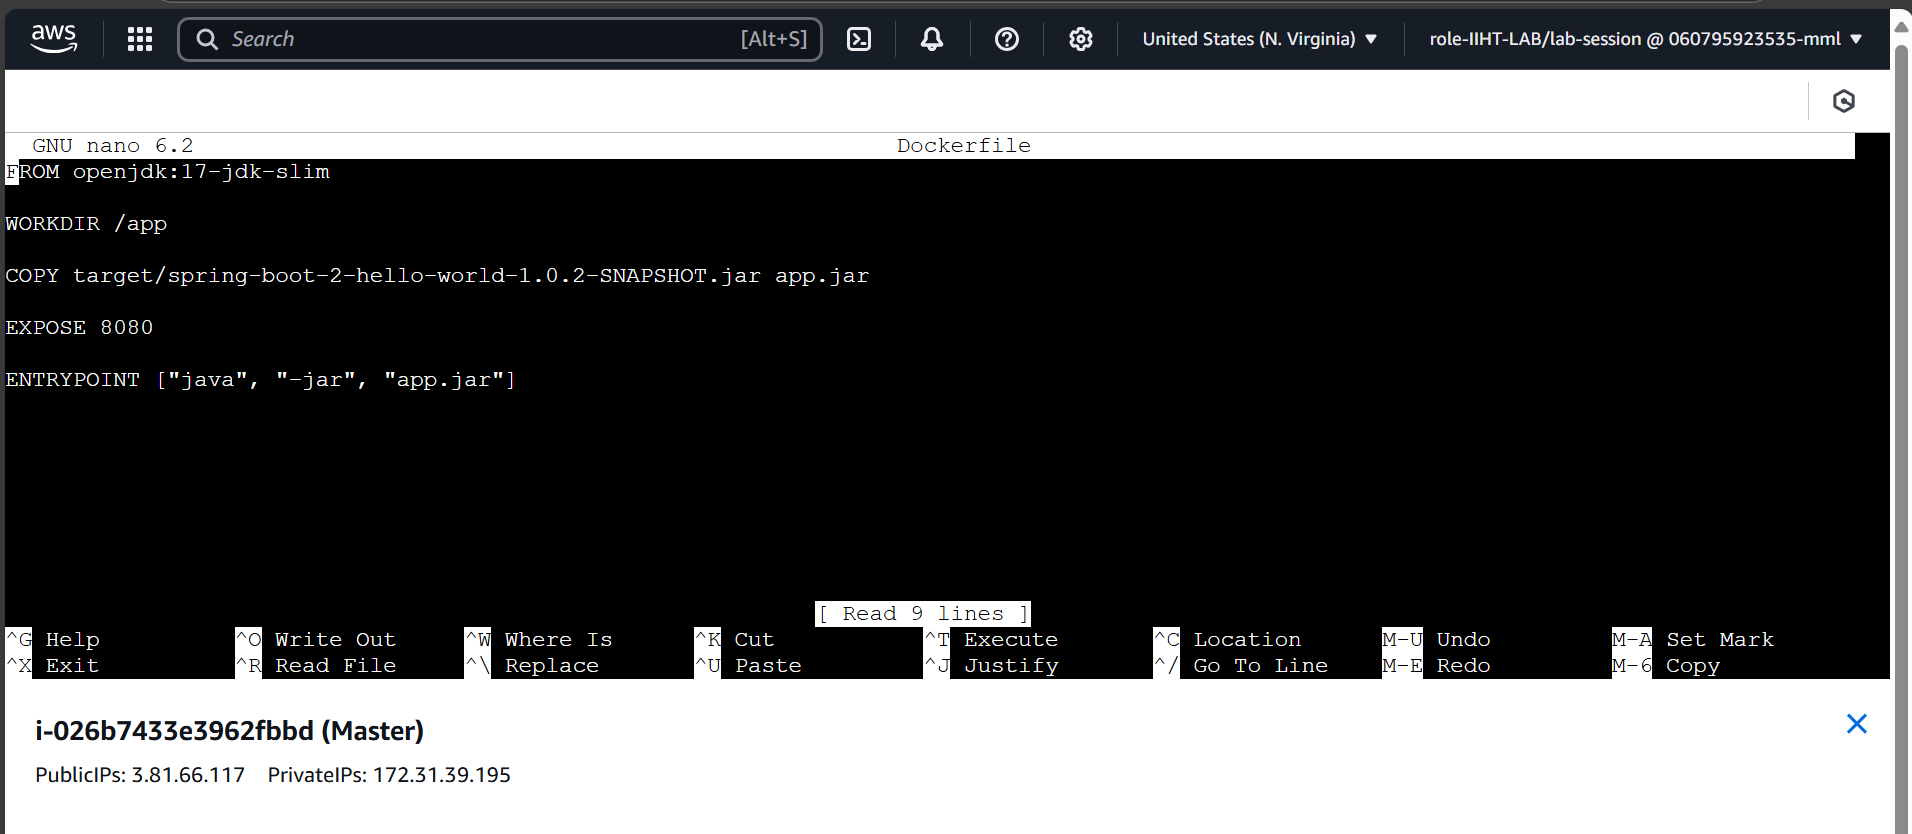 aws
Search [Alt+S]
United States (N. Virginia)
role-IIHT-LAB/lab-session @ 060795923535-mml
GNU nano 6.2 Dockerfile
FROM openjdk:17-jdk-slim
WORKDIR /app
COPY target/spring-boot-2-hello-world-1.0.2-SNAPSHOT.jar app.jar
EXPOSE 8080
ENTRYPOINT ["java", "-jar", "app.jar"]
[ Read 9 lines ]
^G Help ^O Write Out ^W Where Is ^K Cut ^T Execute ^C Location M-U Undo M-A Set Mark
^X Exit ^R Read File ^\ Replace ^U Paste ^J Justify ^/ Go To Line M-E Redo M-6 Copy
i-026b7433e3962fbbd (Master)
PublicIPs: 3.81.66.117 PrivateIPs: 172.31.39.195